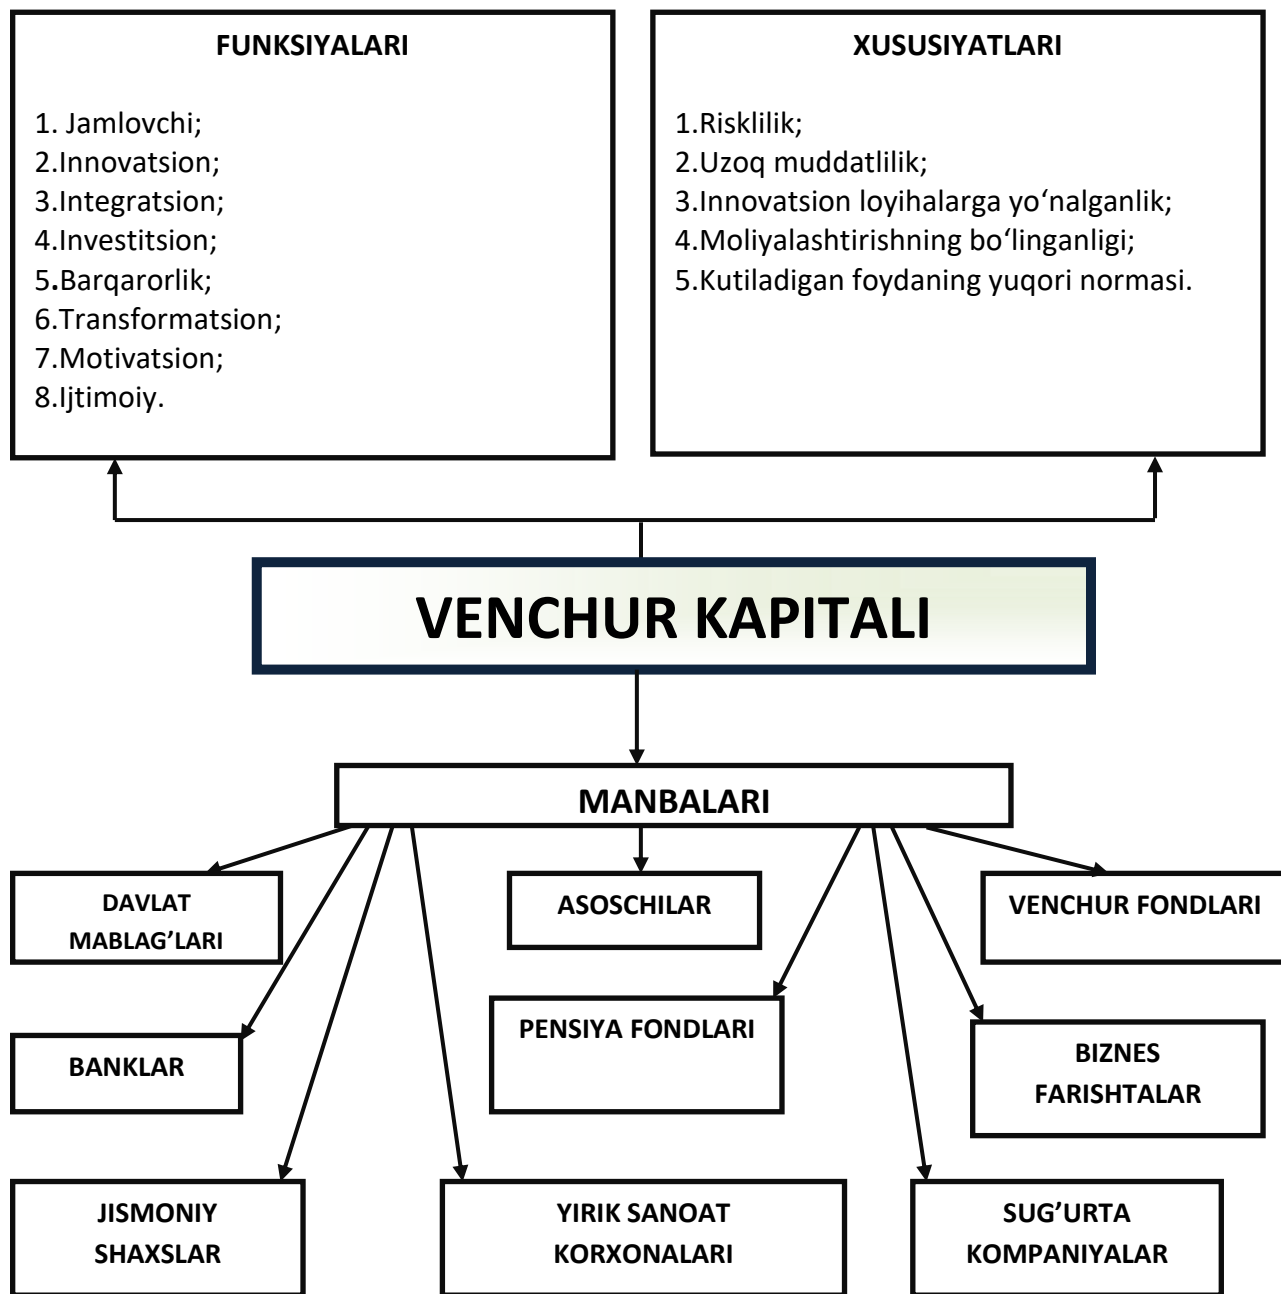 FUNKSIYALARI
1. Jamlovchi;
2.Innovatsion;
3.Integratsion;
4.Investitsion;
5.Barqarorlik;
6.Transformatsion;
7.Motivatsion;
8.Ijtimoiy.
XUSUSIYATLARI
1.Risklilik;
2.Uzoq muddatlilik;
3.Innovatsion loyihalarga yo‘nalganlik;
4.Moliyalashtirishning bo‘linganligi;
5.Kutiladigan foydaning yuqori normasi.
VENCHUR KAPITALI
MANBALARI
DAVLAT
MABLAG’LARI
ASOSCHILAR
VENCHUR FONDLARI
BANKLAR
PENSIYA FONDLARI
BIZNES
FARISHTALAR
JISMONIY
SHAXSLAR
YIRIK SANOAT
KORXONALARI
SUG’URTA
KOMPANIYALAR